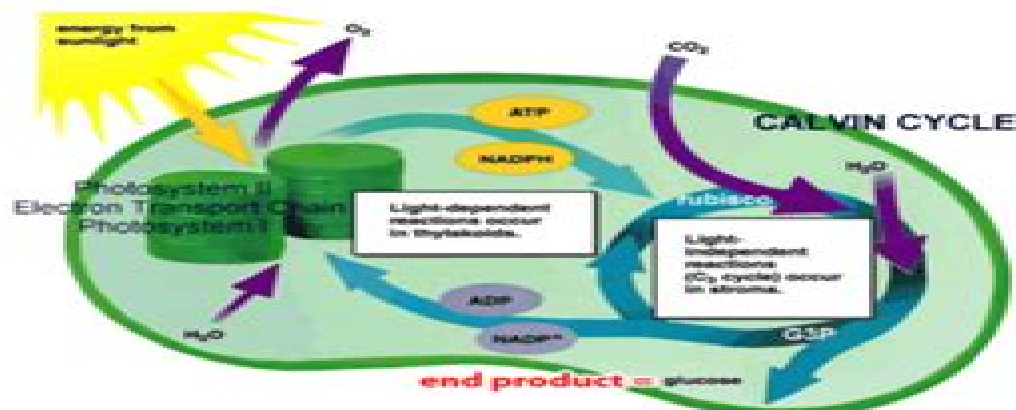 energy from
sunlight
O₂
CO₂
ATP
CALVIN CYCLE
NADPH
H₂O
Photosystem II
Electron Transport Chain
Photosystem I
rubisco
Light-dependent
reactions occur
in thylakoids.
Light-
independent
reactions
(C₃ cycle) occur
in stroma.
ADP
H₂O
NADP⁺
G3P
end product = glucose